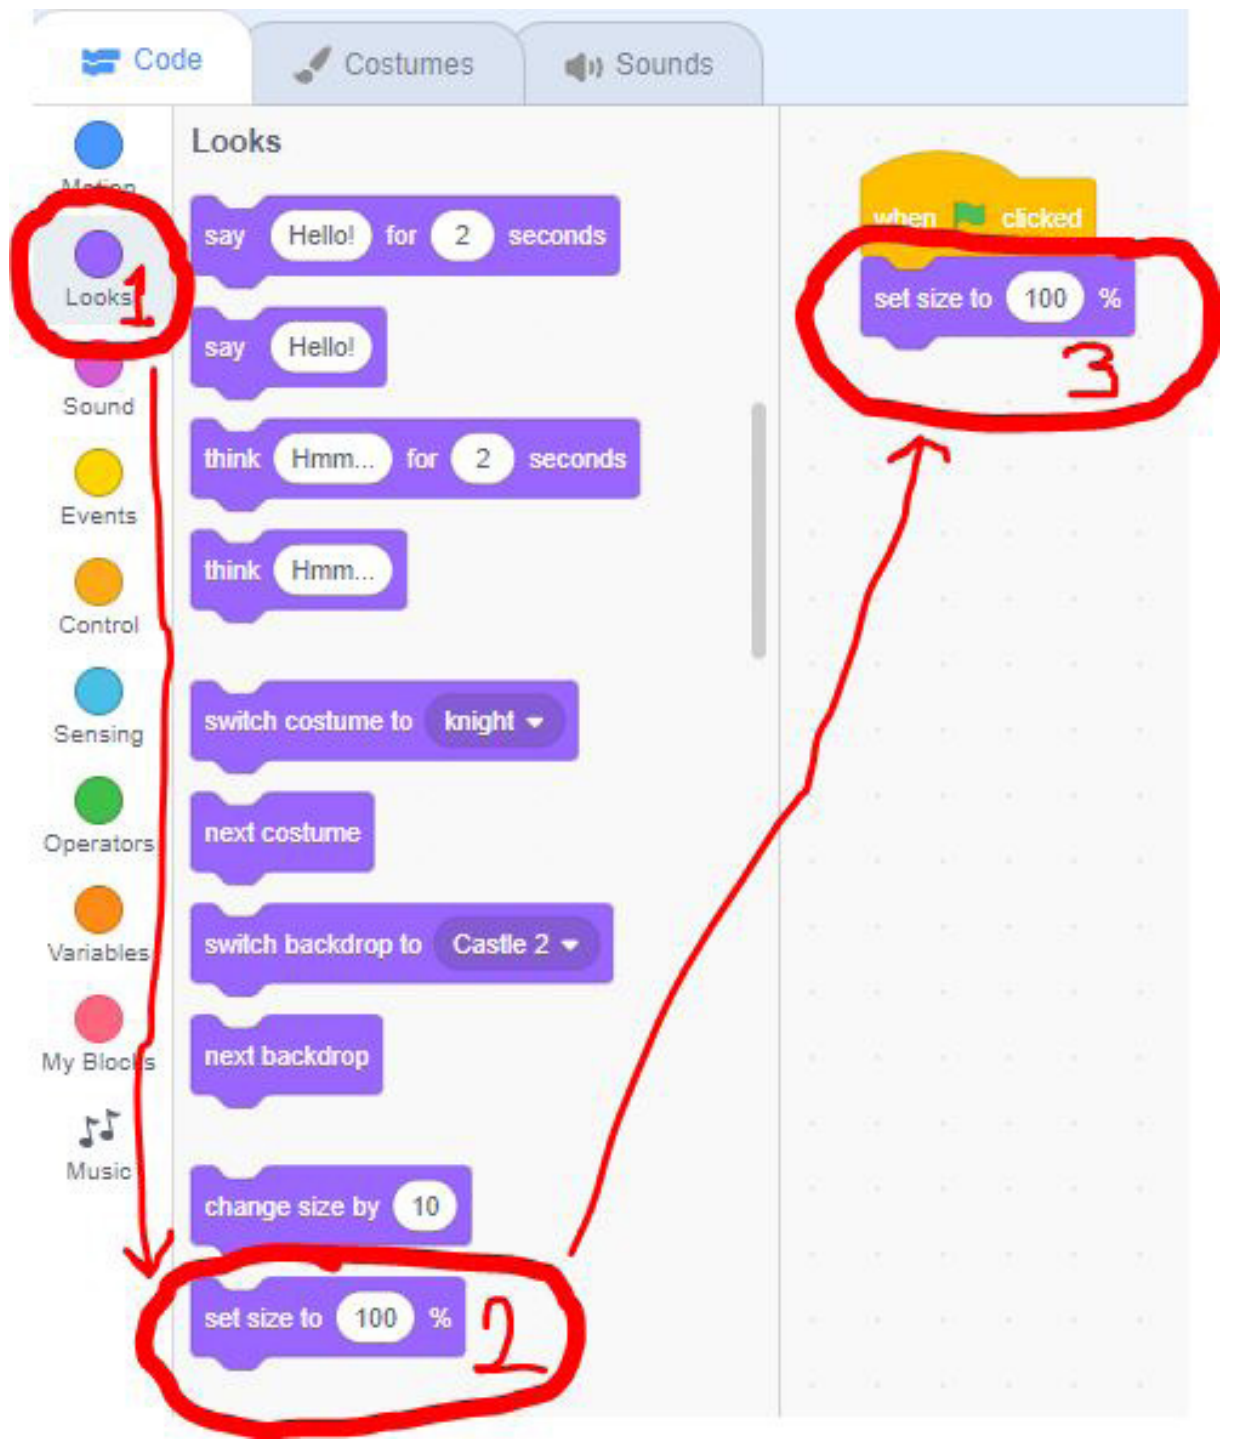 Code Costumes Sounds
Looks
Motion
say Hello! for 2 seconds
when clicked
Looks 1
set size to 100 %
say Hello!
3
Sound
think Hmm... for 2 seconds
Events
think Hmm...
Control
switch costume to knight
Sensing
next costume
Operators
switch backdrop to Castle 2
Variables
next backdrop
My Blocks
Music
change size by 10
set size to 100 % 2